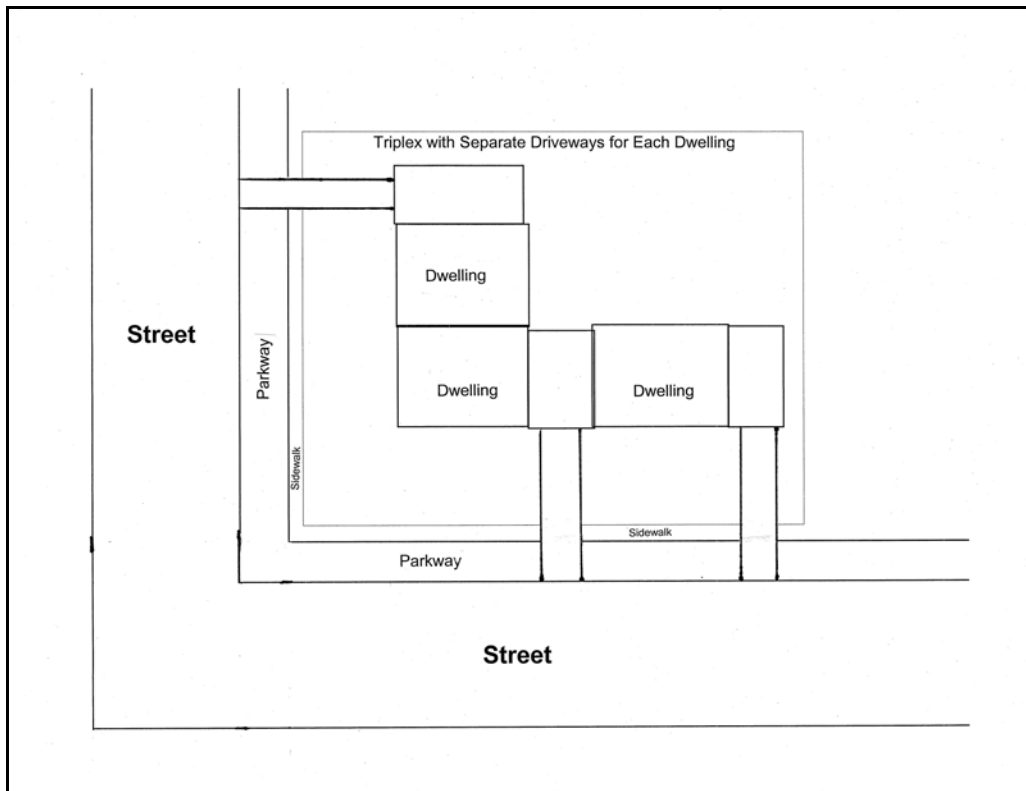 Triplex with Separate Driveways for Each Dwelling
Dwelling
Street
Parkway
Dwelling
Dwelling
Sidewalk
Sidewalk
Parkway
Street